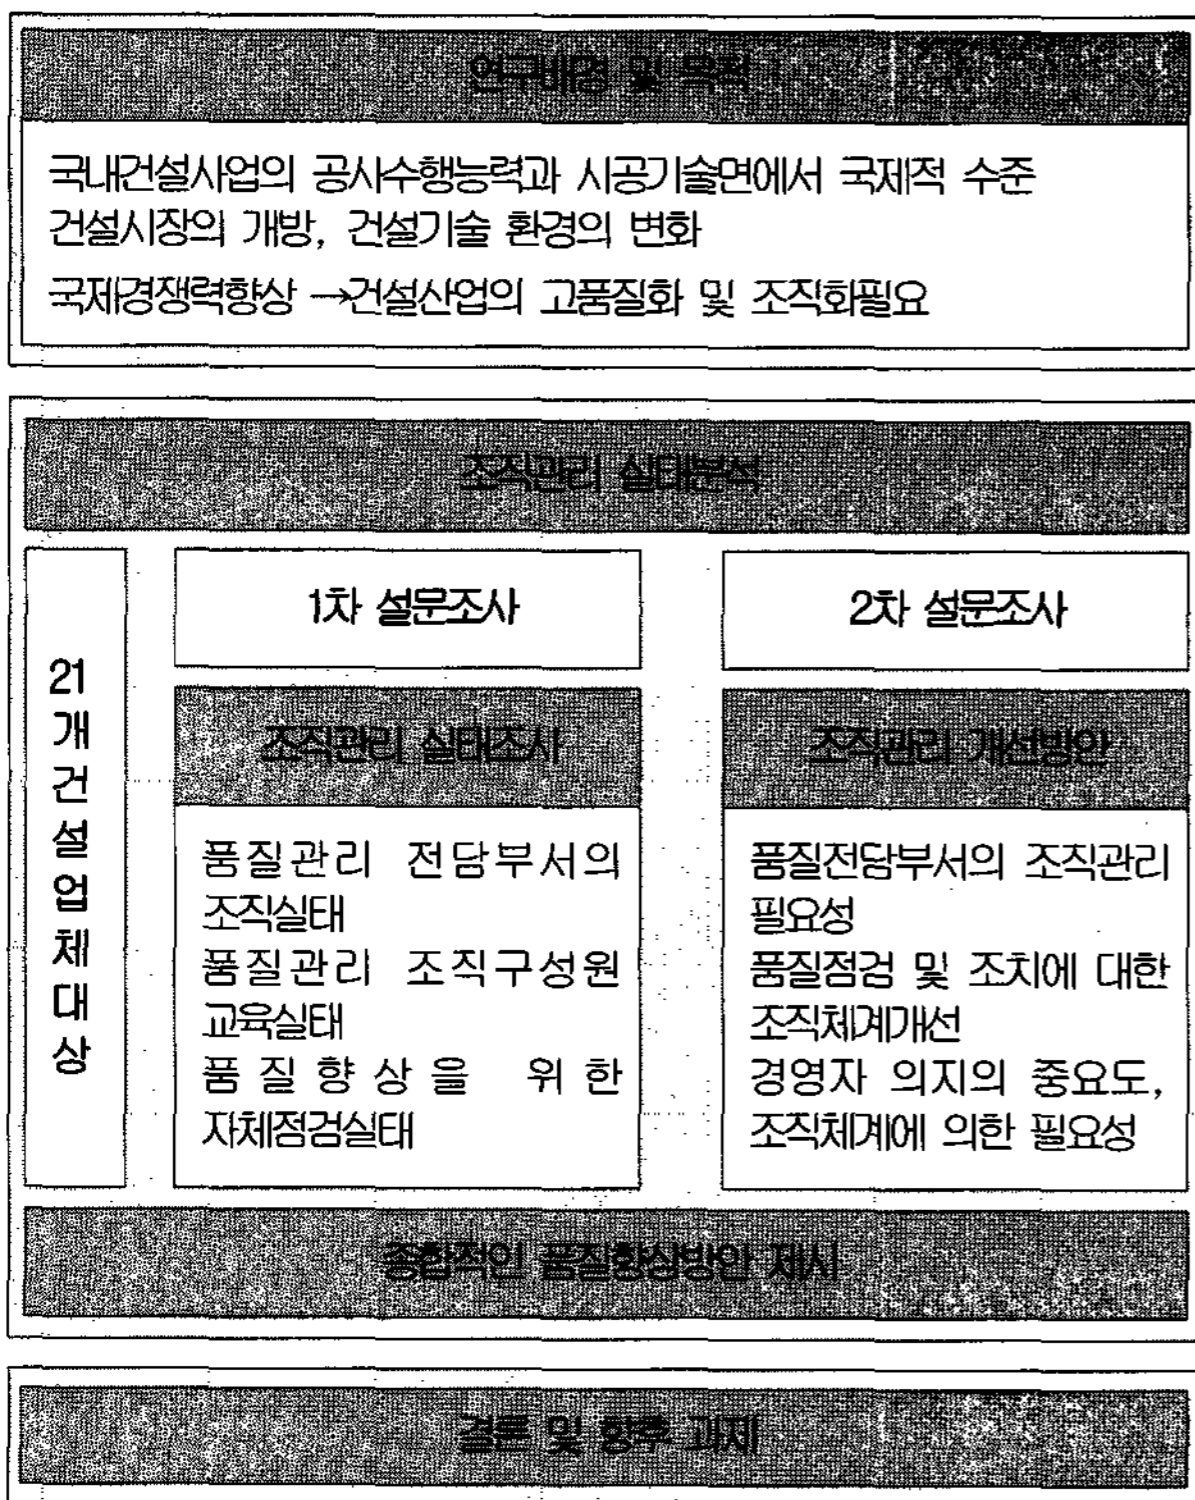 연구배경 및 목적
국내건설사업의 공사수행능력과 시공기술면에서 국제적 수준
건설시장의 개방, 건설기술 환경의 변화
국제경쟁력향상 →건설산업의 고품질화 및 조직화필요
조직관리 실태분석
21개건설업체대상
1차 설문조사
조직관리 실태조사
품질관리 전담부서의
조직실태
품질관리 조직구성원
교육실태
품질향상을 위한
자체점검실태
2차 설문조사
조직관리 개선방안
품질전담부서의 조직관리
필요성
품질점검 및 조치에 대한
조직체계개선
경영자 의지의 중요도,
조직체계에 의한 필요성
종합적인 품질향상방안 제시
결론 및 향후 과제